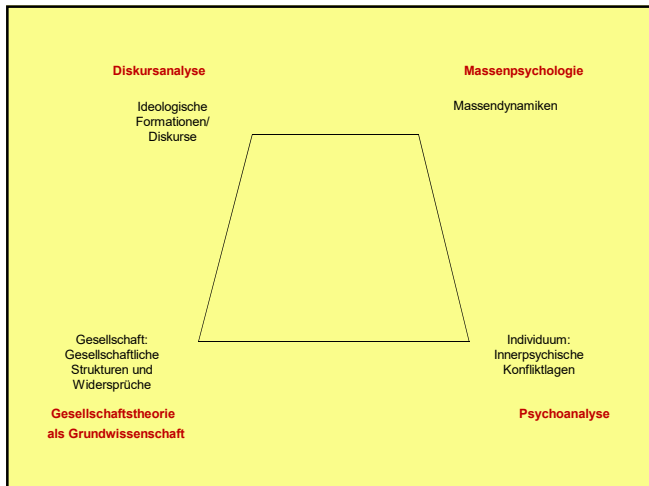 Diskursanalyse
Massenpsychologie
Ideologische
Formationen/
Diskurse
Massendynamiken
Gesellschaft:
Gesellschaftliche
Strukturen und
Widersprüche
Individuum:
Innerpsychische
Konfliktlagen
Gesellschaftstheorie
als Grundwissenschaft
Psychoanalyse